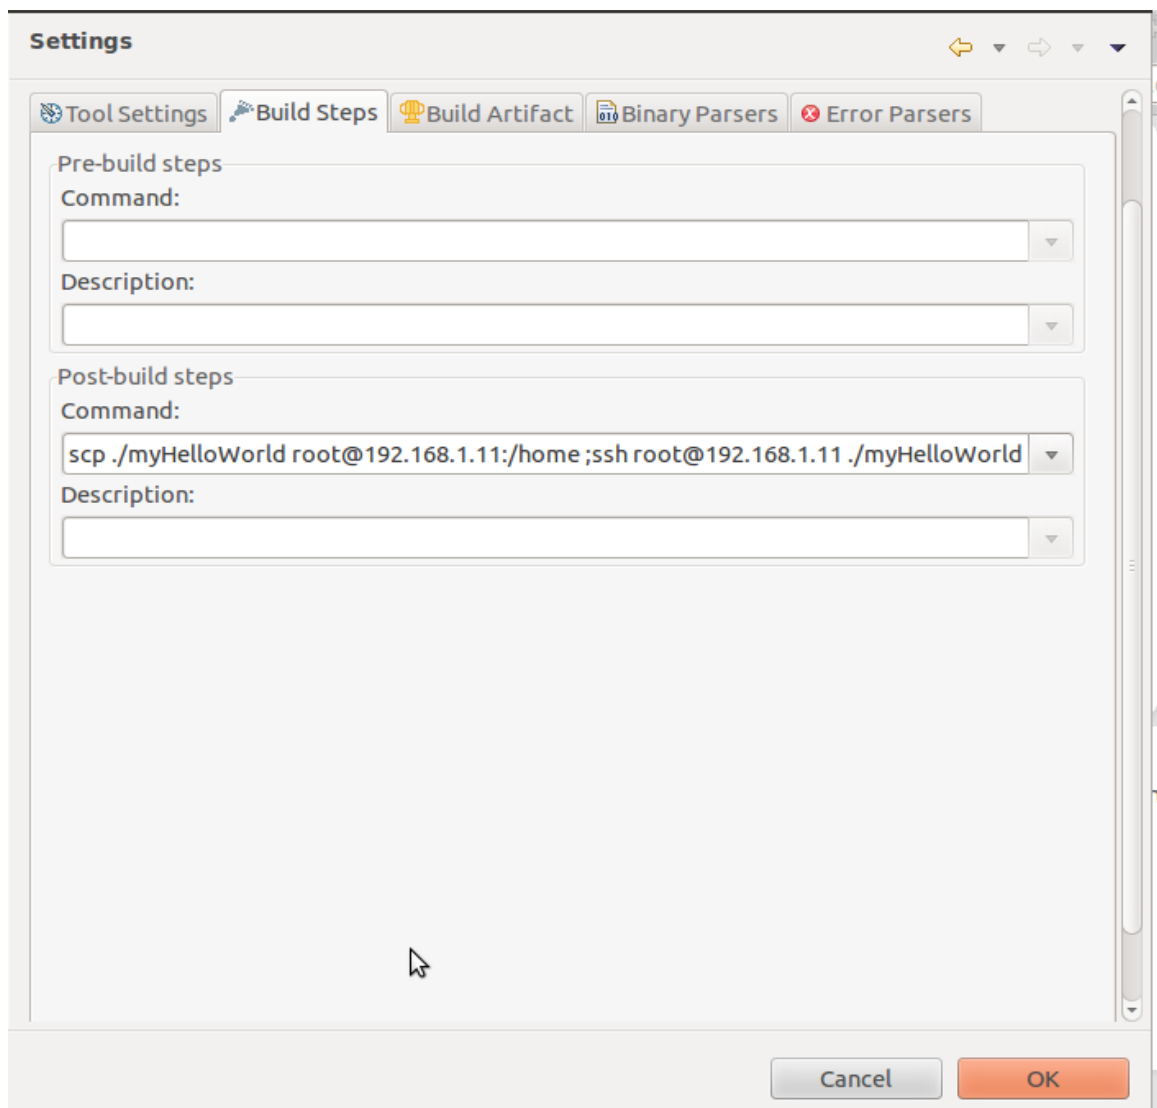 Settings
Tool Settings Build Steps Build Artifact Binary Parsers Error Parsers
Pre-build steps
Command:
Description:
Post-build steps
Command:
scp ./myHelloWorld root@192.168.1.11:/home ;ssh root@192.168.1.11 ./myHelloWorld
Description:
Cancel OK